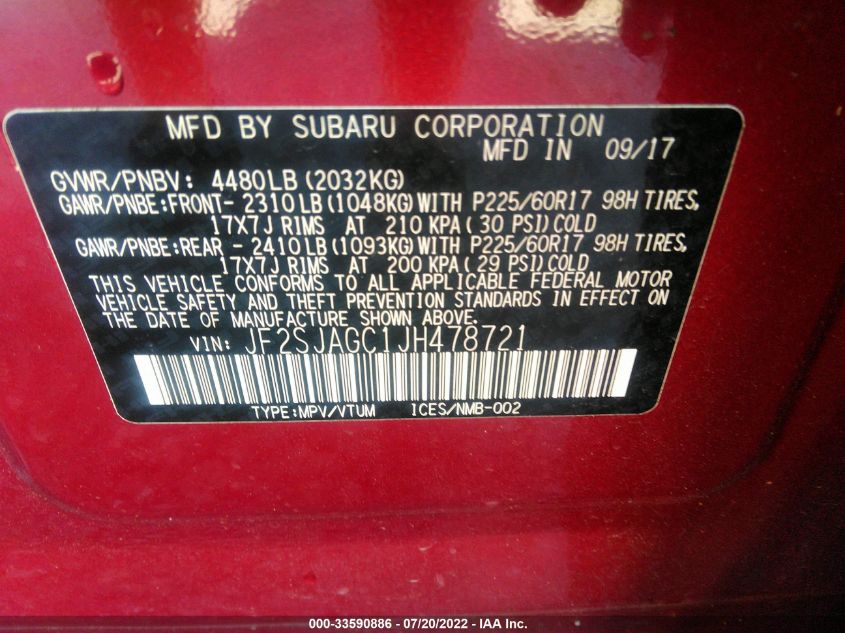 MFD BY SUBARU CORPORATION
MFD IN 09/17
GVWR/PNBV: 4480LB (2032KG)
GAWR/PNBE:FRONT- 2310LB (1048KG) WITH P225/60R17 98H TIRES,
17X7J RIMS AT 210 KPA ( 30 PSI) COLD
GAWR/PNBE:REAR - 2410LB (1093KG) WITH P225/60R17 98H TIRES,
17X7J RIMS AT 200 KPA ( 29 PSI) COLD
THIS VEHICLE CONFORMS TO ALL APPLICABLE FEDERAL MOTOR
VEHICLE SAFETY AND THEFT PREVENTION STANDARDS IN EFFECT ON
THE DATE OF MANUFACTURE SHOWN ABOVE.
VIN: JF2SJAGC1JH478721
TYPE:MPV/VTUM ICES/NMB-002
000-33590886 - 07/20/2022 - IAA Inc.